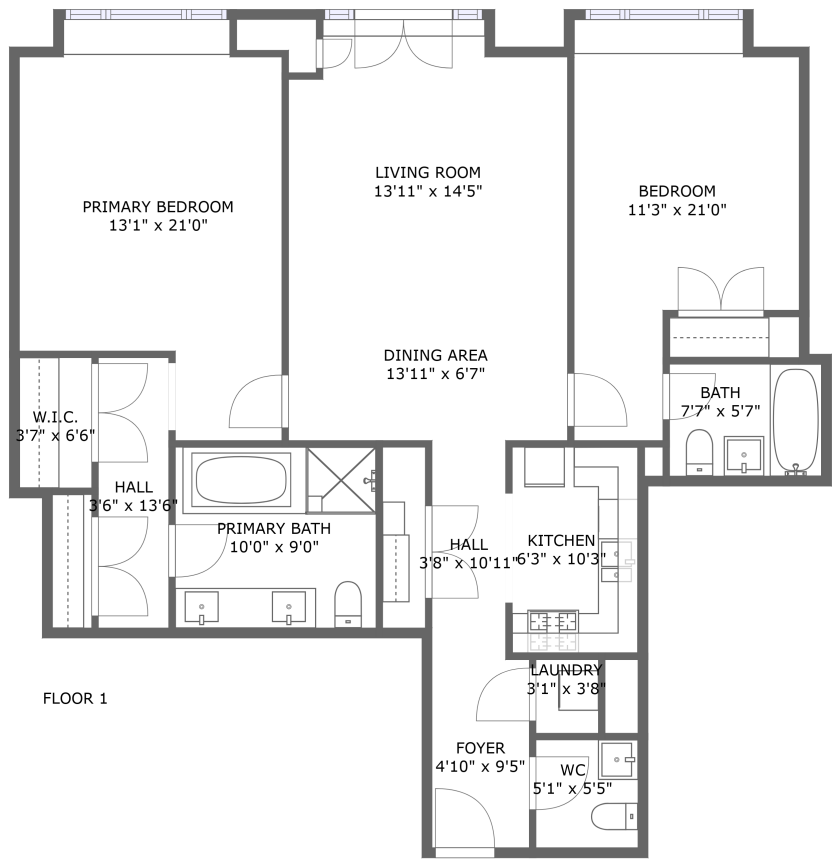 LIVING ROOM
13'11" x 14'5"
PRIMARY BEDROOM
13'1" x 21'0"
BEDROOM
11'3" x 21'0"
DINING AREA
13'11" x 6'7"
BATH
7'7" x 5'7"
W.I.C.
3'7" x 6'6"
HALL
3'6" x 13'6"
PRIMARY BATH
10'0" x 9'0"
HALL
3'8" x 10'11"
KITCHEN
6'3" x 10'3"
LAUNDRY
3'1" x 3'8"
FLOOR 1
FOYER
4'10" x 9'5"
WC
5'1" x 5'5"